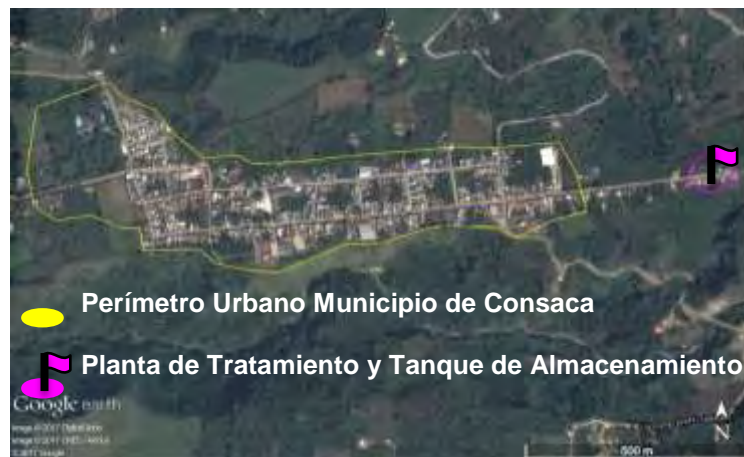 Perímetro Urbano Municipio de Consaca
Planta de Tratamiento y Tanque de Almacenamiento
Google earth
N
500 m